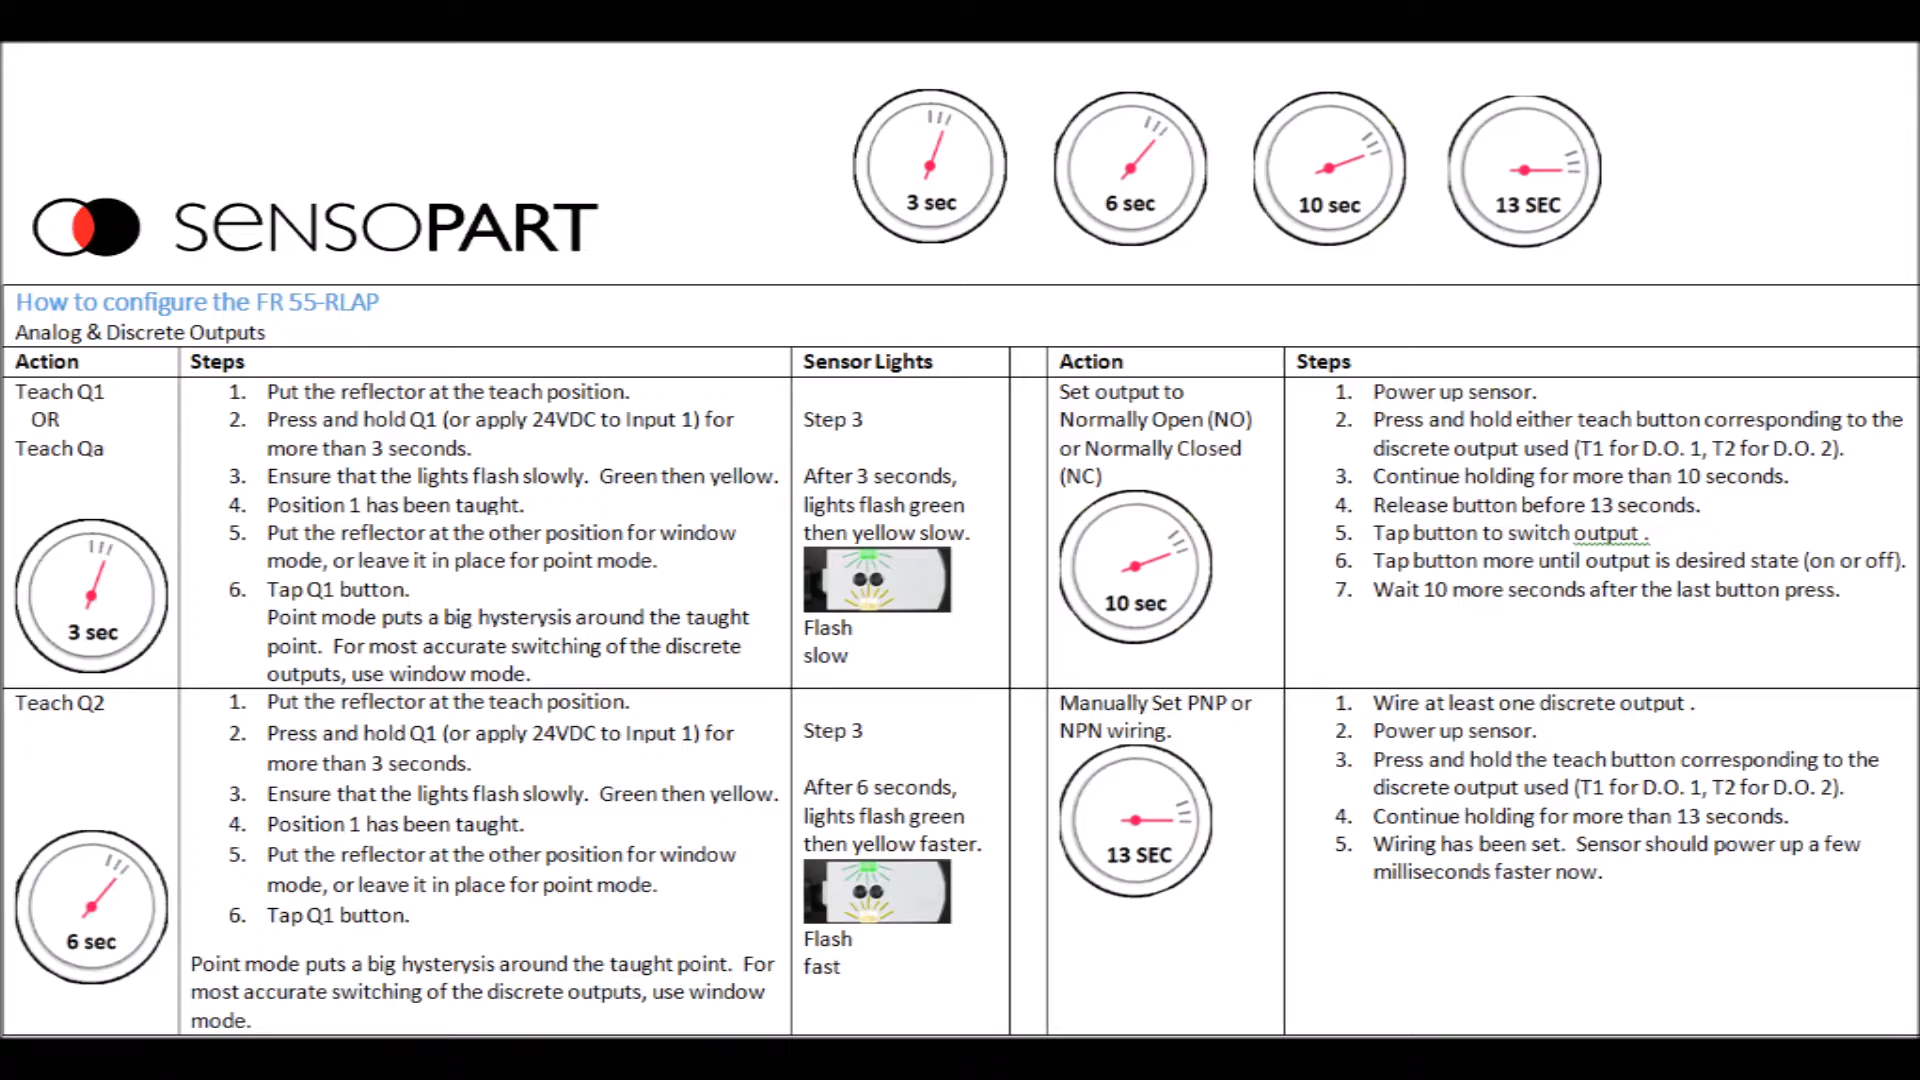 3 sec
6 sec
10 sec
13 SEC
SENSOPART
How to configure the FR 55-RLAP
Analog & Discrete Outputs
Action
Steps
Sensor Lights
Action
Steps
Teach Q1
OR
Teach Qa
3 sec
1. Put the reflector at the teach position.
2. Press and hold Q1 (or apply 24VDC to Input 1) for
more than 3 seconds.
3. Ensure that the lights flash slowly. Green then yellow.
4. Position 1 has been taught.
5. Put the reflector at the other position for window
mode, or leave it in place for point mode.
6. Tap Q1 button.
Point mode puts a big hysterysis around the taught
point. For most accurate switching of the discrete
outputs, use window mode.
Step 3
After 3 seconds,
lights flash green
then yellow slow.
Flash
slow
Set output to
Normally Open (NO)
or Normally Closed
(NC)
10 sec
1. Power up sensor.
2. Press and hold either teach button corresponding to the
discrete output used (T1 for D.O. 1, T2 for D.O. 2).
3. Continue holding for more than 10 seconds.
4. Release button before 13 seconds.
5. Tap button to switch output .
6. Tap button more until output is desired state (on or off).
7. Wait 10 more seconds after the last button press.
Teach Q2
6 sec
1. Put the reflector at the teach position.
2. Press and hold Q1 (or apply 24VDC to Input 1) for
more than 3 seconds.
3. Ensure that the lights flash slowly. Green then yellow.
4. Position 1 has been taught.
5. Put the reflector at the other position for window
mode, or leave it in place for point mode.
6. Tap Q1 button.
Point mode puts a big hysterysis around the taught point. For
most accurate switching of the discrete outputs, use window
mode.
Step 3
After 6 seconds,
lights flash green
then yellow faster.
Flash
fast
Manually Set PNP or
NPN wiring.
13 SEC
1. Wire at least one discrete output .
2. Power up sensor.
3. Press and hold the teach button corresponding to the
discrete output used (T1 for D.O. 1, T2 for D.O. 2).
4. Continue holding for more than 13 seconds.
5. Wiring has been set. Sensor should power up a few
milliseconds faster now.